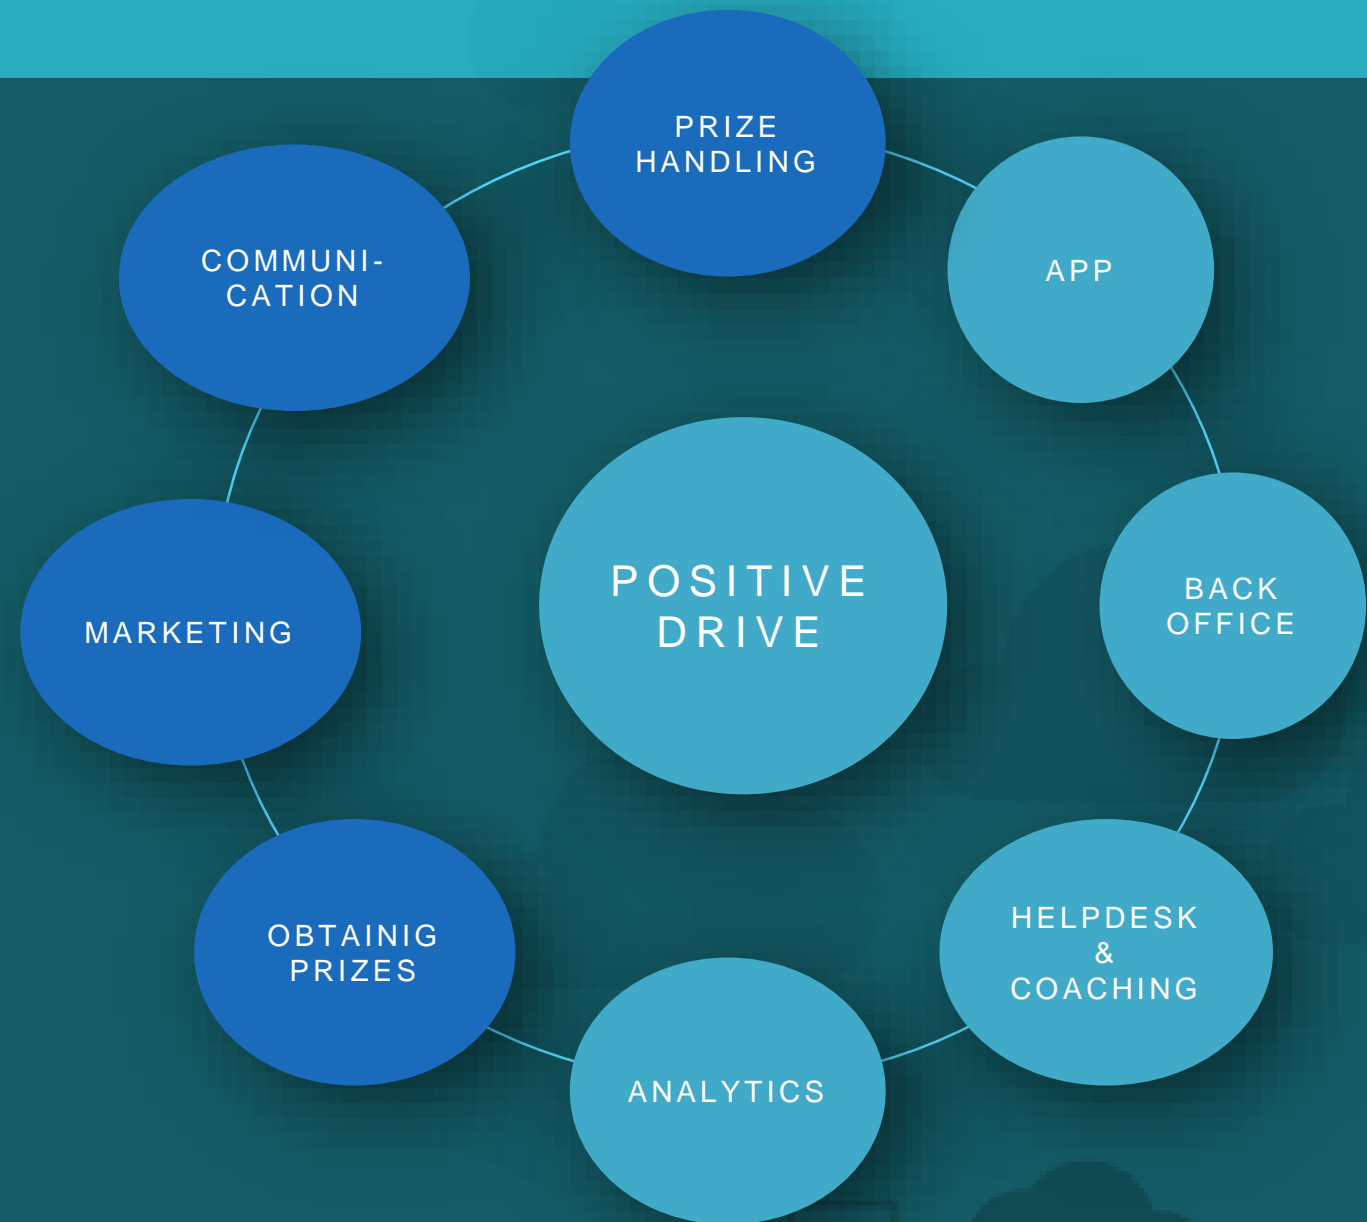 PRIZE
HANDLING
APP
COMMUNI-
CATION
POSITIVE
DRIVE
BACK
OFFICE
MARKETING
HELPDESK
&
COACHING
OBTAINIG
PRIZES
ANALYTICS